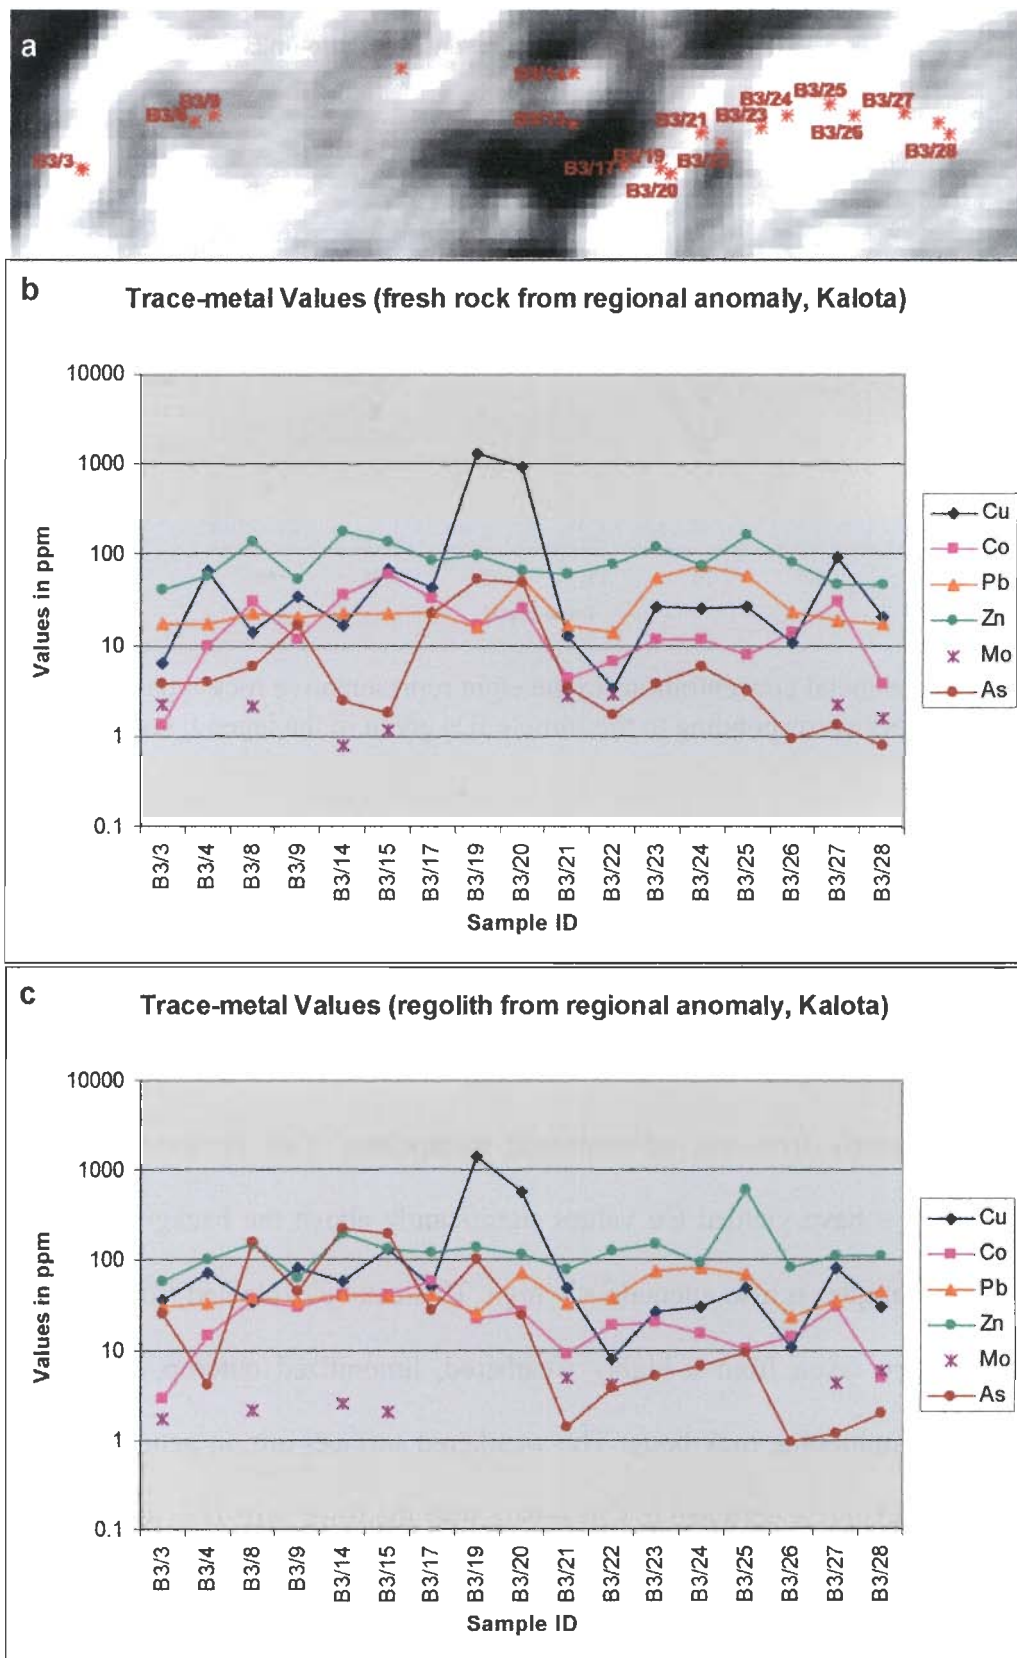 a
B3/3
B3/9
B3/14
B3/17
B3/19
B3/20
B3/21
B3/23
B3/24
B3/25
B3/26
B3/27
B3/28
b
Trace-metal Values (fresh rock from regional anomaly, Kalota)
Values in ppm
10000
1000
100
10
1
0.1
B3/3
B3/4
B3/8
B3/9
B3/14
B3/15
B3/17
B3/19
B3/20
B3/21
B3/22
B3/23
B3/24
B3/25
B3/26
B3/27
B3/28
Sample ID
Cu
Co
Pb
Zn
Mo
As
c
Trace-metal Values (regolith from regional anomaly, Kalota)
Values in ppm
10000
1000
100
10
1
0.1
B3/3
B3/4
B3/8
B3/9
B3/14
B3/15
B3/17
B3/19
B3/20
B3/21
B3/22
B3/23
B3/24
B3/25
B3/26
B3/27
B3/28
Sample ID
Cu
Co
Pb
Zn
Mo
As